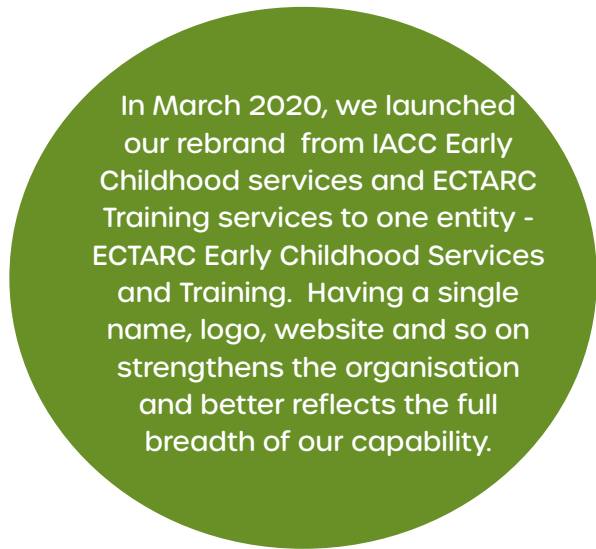 In March 2020, we launched
our rebrand  from IACC Early
Childhood services and ECTARC
Training services to one entity -
ECTARC Early Childhood Services
and Training.  Having a single
name, logo, website and so on
strengthens the organisation
and better reflects the full
breadth of our capability.